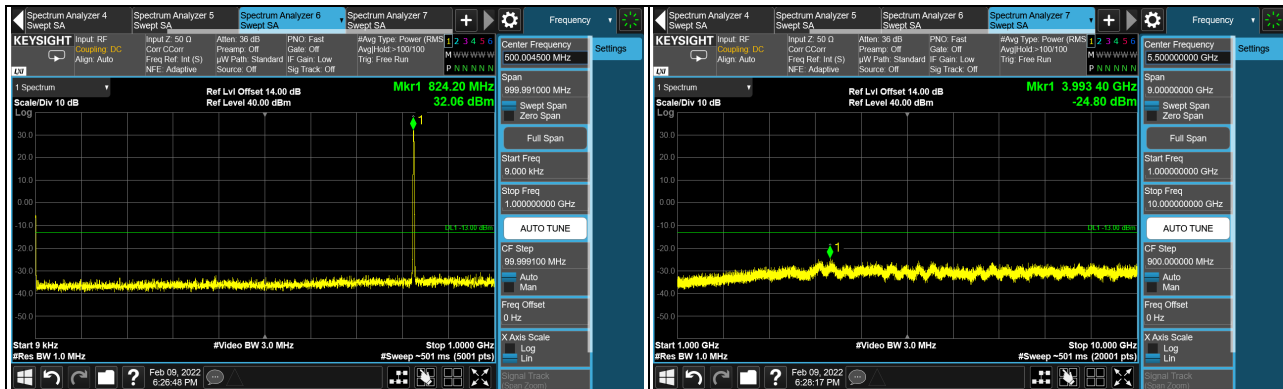 Spectrum Analyzer 4
Swept SA
Spectrum Analyzer 5
Swept SA
Spectrum Analyzer 6
Swept SA
Spectrum Analyzer 7
Swept SA
+
Frequency
KEYSIGHT
LXI
Input: RF
Coupling: DC
Align: Auto
Input Z: 50 Ω
Corr CCorr
Freq Ref: Int (S)
NFE: Adaptive
Atten: 36 dB
Preamp: Off
µW Path: Standard
Source: Off
PNO: Fast
Gate: Off
IF Gain: Low
Sig Track: Off
#Avg Type: Power (RMS
Avg|Hold:>100/100
Trig: Free Run
1 2 3 4 5 6
M W W W W W
P N N N N N
1 Spectrum
Scale/Div 10 dB
Log
Ref Lvl Offset 14.00 dB
Ref Level 40.00 dBm
Mkr1 824.20 MHz
32.06 dBm
1
30.0
20.0
10.0
0.00
-10.0
DL1 -13.00 dBm
-20.0
-30.0
-40.0
-50.0
Start 9 kHz
#Res BW 1.0 MHz
#Video BW 3.0 MHz
Stop 1.0000 GHz
#Sweep ~501 ms (5001 pts)
Center Frequency
500.004500 MHz
Settings
Span
999.991000 MHz
Swept Span
Zero Span
Full Span
Start Freq
9.000 kHz
Stop Freq
1.000000000 GHz
AUTO TUNE
CF Step
99.999100 MHz
Auto
Man
Freq Offset
0 Hz
X Axis Scale
Log
Lin
Signal Track
(Span Zoom)
?
Feb 09, 2022
6:26:48 PM
Spectrum Analyzer 4
Swept SA
Spectrum Analyzer 5
Swept SA
Spectrum Analyzer 6
Swept SA
Spectrum Analyzer 7
Swept SA
+
Frequency
KEYSIGHT
LXI
Input: RF
Coupling: DC
Align: Auto
Input Z: 50 Ω
Corr CCorr
Freq Ref: Int (S)
NFE: Adaptive
Atten: 36 dB
Preamp: Off
µW Path: Standard
Source: Off
PNO: Fast
Gate: Off
IF Gain: Low
Sig Track: Off
#Avg Type: Power (RMS
Avg|Hold:>100/100
Trig: Free Run
1 2 3 4 5 6
M W W W W W
P N N N N N
1 Spectrum
Scale/Div 10 dB
Log
Ref Lvl Offset 14.00 dB
Ref Level 40.00 dBm
Mkr1 3.993 40 GHz
-24.80 dBm
30.0
20.0
10.0
0.00
-10.0
DL1 -13.00 dBm
1
-20.0
-30.0
-40.0
-50.0
Start 1.000 GHz
#Res BW 1.0 MHz
#Video BW 3.0 MHz
Stop 10.000 GHz
#Sweep ~501 ms (20001 pts)
Center Frequency
5.500000000 GHz
Settings
Span
9.00000000 GHz
Swept Span
Zero Span
Full Span
Start Freq
1.000000000 GHz
Stop Freq
10.000000000 GHz
AUTO TUNE
CF Step
900.000000 MHz
Auto
Man
Freq Offset
0 Hz
X Axis Scale
Log
Lin
Signal Track
(Span Zoom)
?
Feb 09, 2022
6:28:17 PM